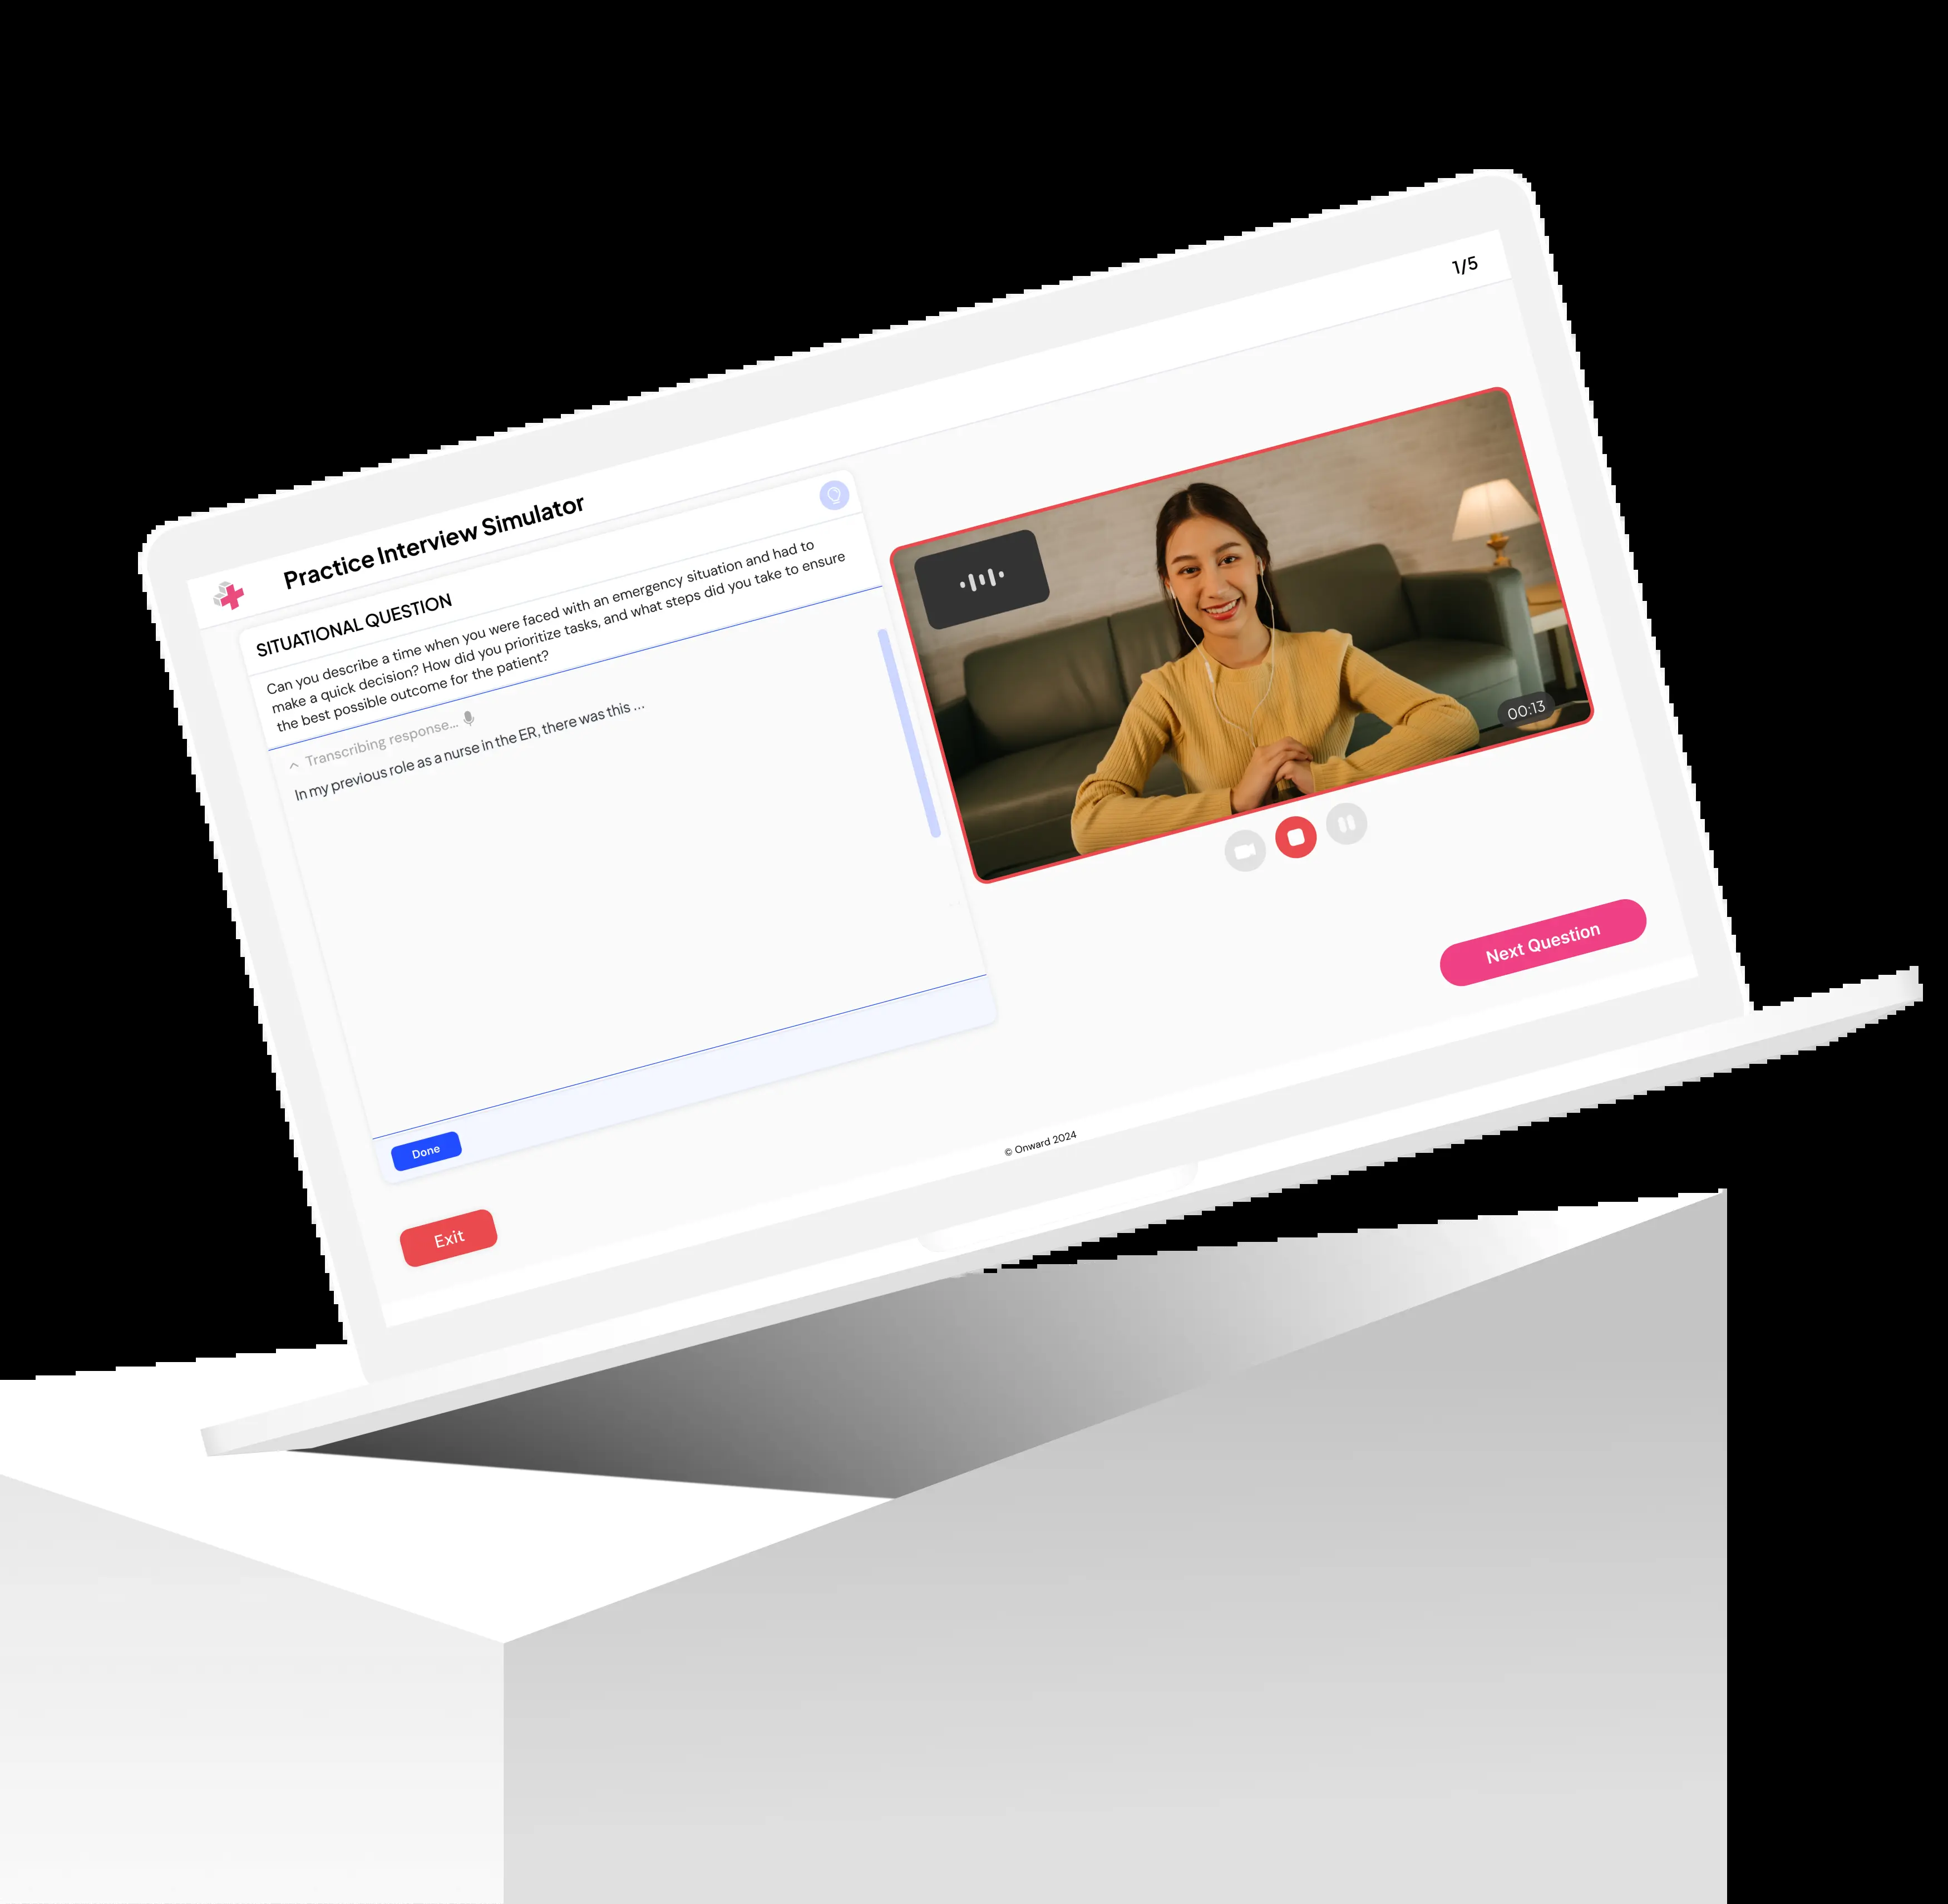 Practice Interview Simulator
1/5
SITUATIONAL QUESTION
Can you describe a time when you were faced with an emergency situation and had to
make a quick decision? How did you prioritize tasks, and what steps did you take to ensure
the best possible outcome for the patient?
Transcribing response...
In my previous role as a nurse in the ER, there was this ...
Done
00:13
Next Question
Exit
© Onward 2024